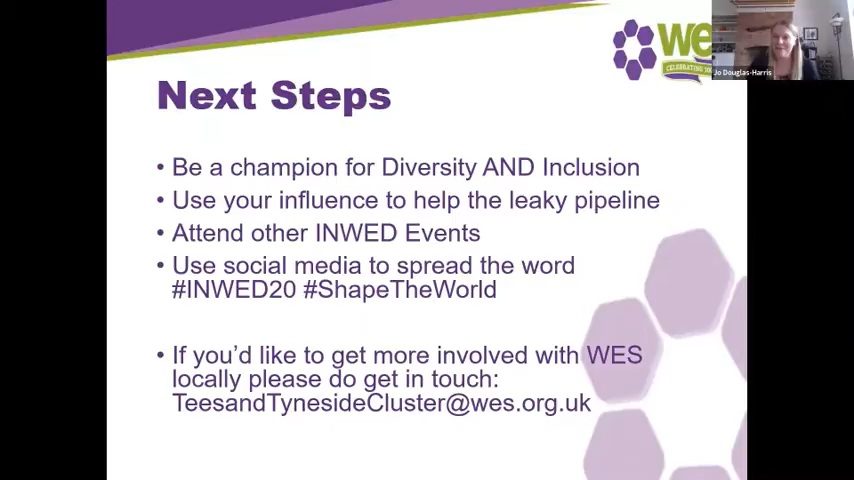 WE
CELEBRATING
Jo Douglas-Harris
Next Steps
• Be a champion for Diversity AND Inclusion
• Use your influence to help the leaky pipeline
• Attend other INWED Events
• Use social media to spread the word
#INWED20 #ShapeTheWorld
• If you’d like to get more involved with WES
locally please do get in touch:
TeesandTynesideCluster@wes.org.uk